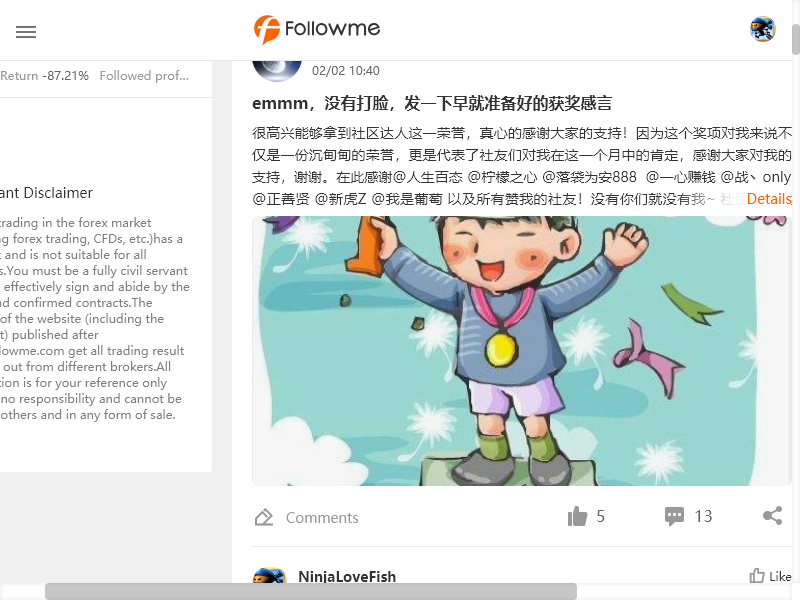 Followme
Return -87.21% Followed prof...
ant Disclaimer
trading in the forex market
g forex trading, CFDs, etc.)has a
and is not suitable for all
s.You must be a fully civil servant
effectively sign and abide by the
nd confirmed contracts.The
of the website (including the
t) published after
lowme.com get all trading result
out from different brokers.All
tion is for your reference only
no responsibility and cannot be
others and in any form of sale.
02/02 10:40
emmm，没有打脸，发一下早就准备好的获奖感言
很高兴能够拿到社区达人这一荣誉，真心的感谢大家的支持！因为这个奖项对我来说不
仅是一份沉甸甸的荣誉，更是代表了社友们对我在这一个月中的肯定，感谢大家对我的
支持，谢谢。在此感谢@人生百态 @柠檬之心 @落袋为安888 @一心赚钱 @战丶only
@正善贤 @新虎Z @我是葡萄 以及所有赞我的社友！没有你们就没有我~ 社 Details
Comments 5 13
NinjaLoveFish Like